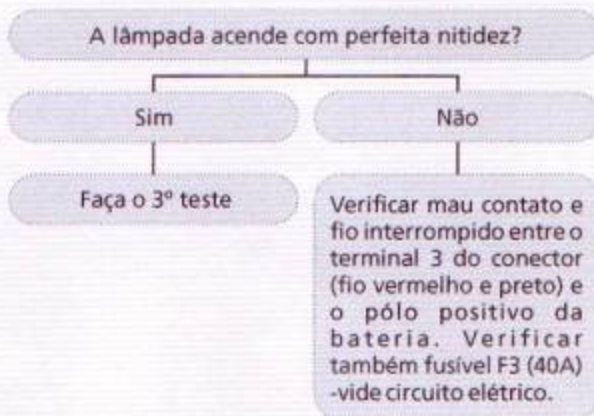 A lâmpada acende com perfeita nitidez?
Sim
Não
Faça o 3º teste
Verificar mau contato e
fio interrompido entre o
terminal 3 do conector
(fio vermelho e preto) e
o pólo positivo da
bateria. Verificar
também fusível F3 (40A)
-vide circuito elétrico.